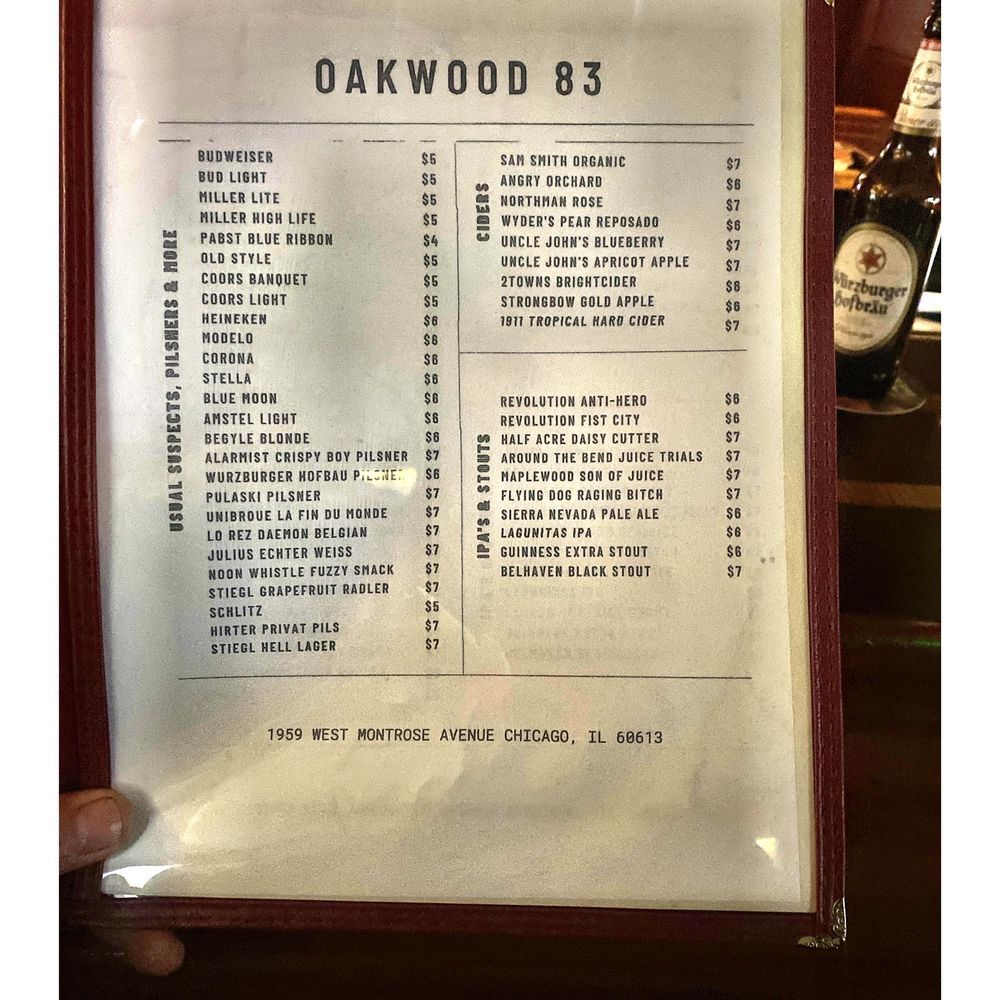 OAKWOOD 83
USUAL SUSPECTS, PILSNERS & MORE
BUDWEISER $5
BUD LIGHT $5
MILLER LITE $5
MILLER HIGH LIFE $5
PABST BLUE RIBBON $4
OLD STYLE $5
COORS BANQUET $5
COORS LIGHT $5
HEINEKEN $6
MODELO $6
CORONA $6
STELLA $6
BLUE MOON $6
AMSTEL LIGHT $6
BEGYLE BLONDE $6
ALARMIST CRISPY BOY PILSNER $7
WURZBURGER HOFBAU PILSNER $6
PULASKI PILSNER $7
UNIBROUE LA FIN DU MONDE $7
LO REZ DAEMON BELGIAN $7
JULIUS ECHTER WEISS $7
NOON WHISTLE FUZZY SMACK $7
STIEGL GRAPEFRUIT RADLER $7
SCHLITZ $5
HIRTER PRIVAT PILS $7
STIEGL HELL LAGER $7
CIDERS
SAM SMITH ORGANIC $7
ANGRY ORCHARD $6
NORTHMAN ROSE $7
WYDER'S PEAR REPOSADO $6
UNCLE JOHN'S BLUEBERRY $7
UNCLE JOHN'S APRICOT APPLE $7
2TOWNS BRIGHTCIDER $6
STRONGBOW GOLD APPLE $6
1911 TROPICAL HARD CIDER $7
IPA'S & STOUTS
REVOLUTION ANTI-HERO $6
REVOLUTION FIST CITY $6
HALF ACRE DAISY CUTTER $7
AROUND THE BEND JUICE TRIALS $7
MAPLEWOOD SON OF JUICE $7
FLYING DOG RAGING BITCH $7
SIERRA NEVADA PALE ALE $6
LAGUNITAS IPA $6
GUINNESS EXTRA STOUT $6
BELHAVEN BLACK STOUT $7
1959 WEST MONTROSE AVENUE CHICAGO, IL 60613
Würzburger
Hofbräu